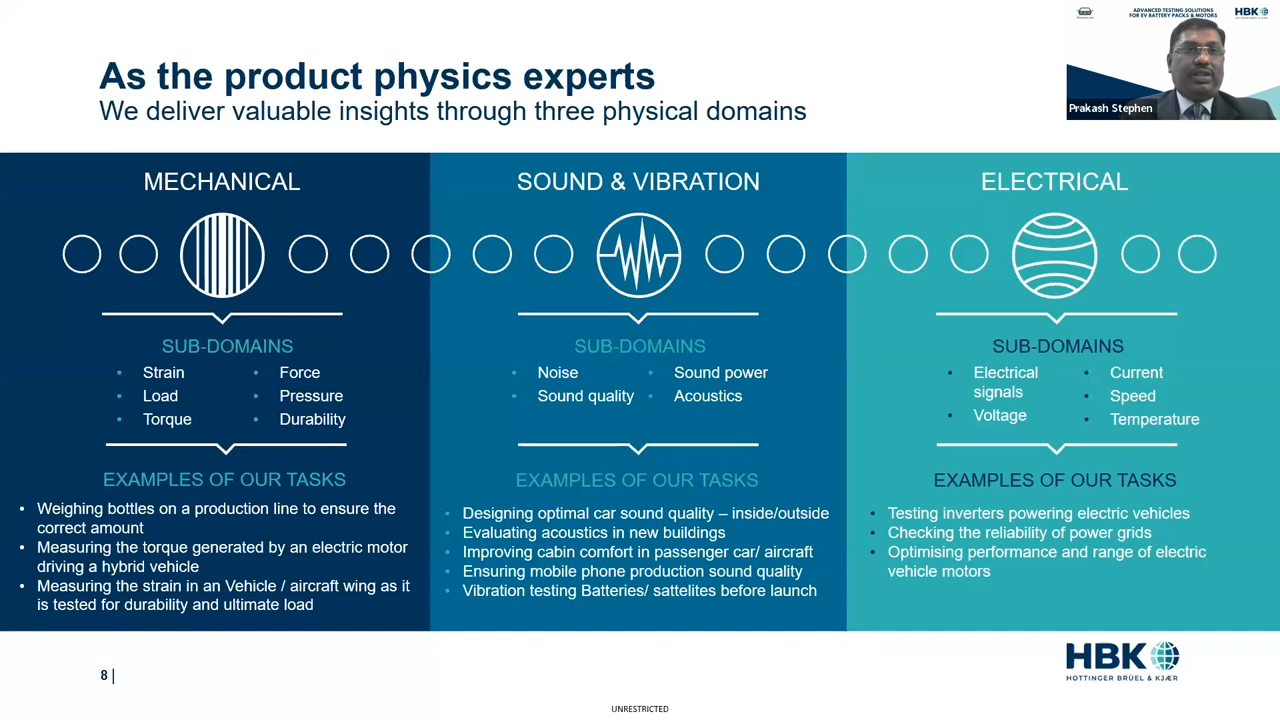 As the product physics experts
We deliver valuable insights through three physical domains
ADVANCED TESTING SOLUTIONS
FOR EV BATTERY PACKS & MOTORS
HBK
Prakash Stephen
MECHANICAL
SUB-DOMAINS
• Strain
• Load
• Torque
• Force
• Pressure
• Durability
EXAMPLES OF OUR TASKS
• Weighing bottles on a production line to ensure the
correct amount
• Measuring the torque generated by an electric motor
driving a hybrid vehicle
• Measuring the strain in an Vehicle / aircraft wing as it
is tested for durability and ultimate load
SOUND & VIBRATION
SUB-DOMAINS
• Noise
• Sound quality
• Sound power
• Acoustics
EXAMPLES OF OUR TASKS
• Designing optimal car sound quality – inside/outside
• Evaluating acoustics in new buildings
• Improving cabin comfort in passenger car/ aircraft
• Ensuring mobile phone production sound quality
• Vibration testing Batteries/ sattelites before launch
ELECTRICAL
SUB-DOMAINS
• Electrical
signals
• Voltage
• Current
• Speed
• Temperature
EXAMPLES OF OUR TASKS
• Testing inverters powering electric vehicles
• Checking the reliability of power grids
• Optimising performance and range of electric
vehicle motors
8 |
HBK
HOTTINGER BRÜEL & KJÆR
UNRESTRICTED